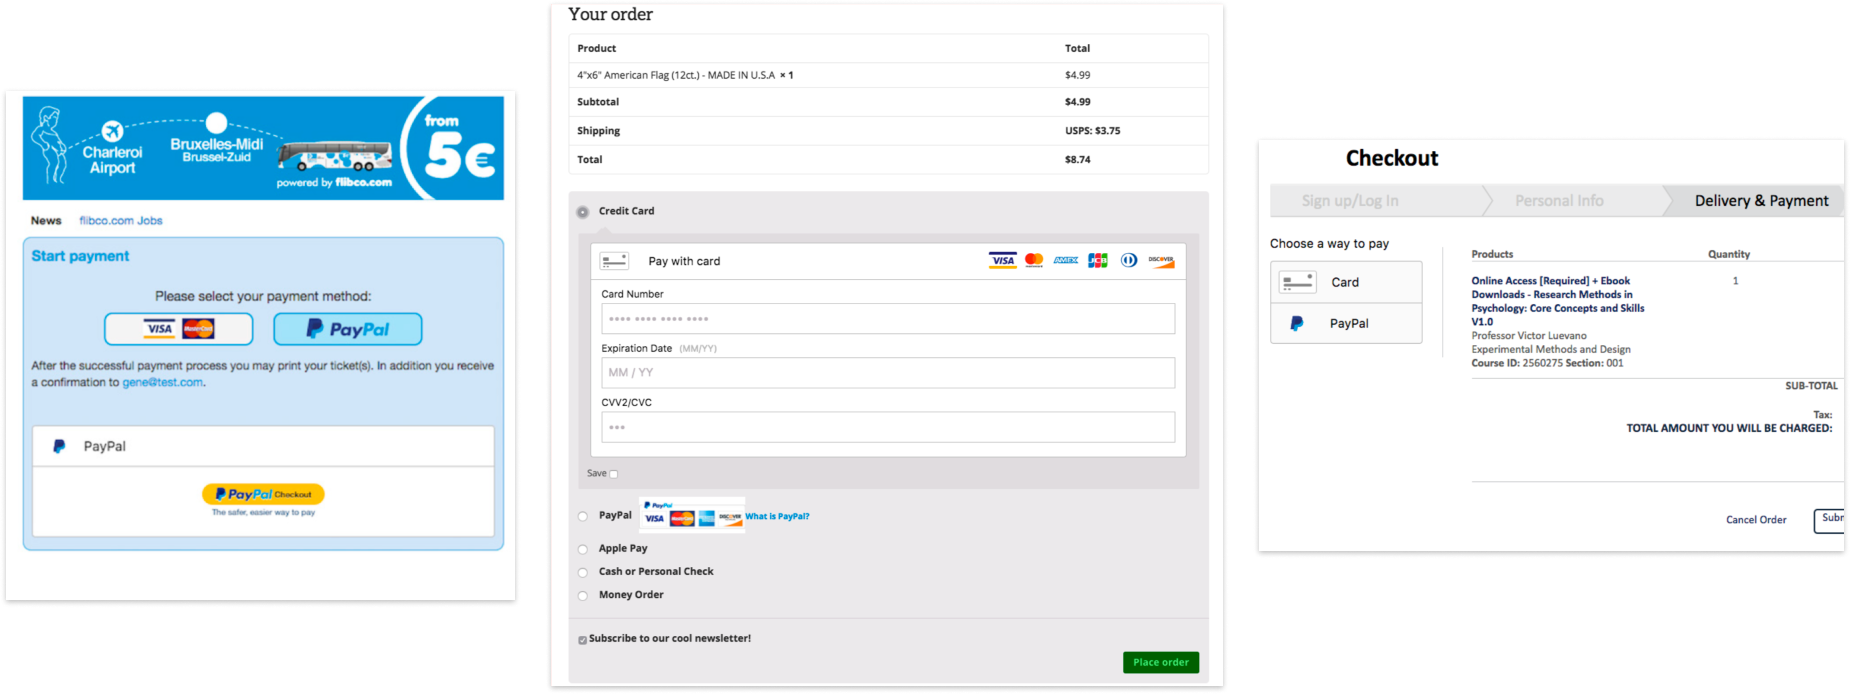 Charleroi
Airport
Bruxelles-Midi
Brussel-Zuid
powered by flibco.com
from
5€
News flibco.com Jobs
Start payment
Please select your payment method:
VISA MasterCard PayPal
After the successful payment process you may print your ticket(s). In addition you receive
a confirmation to gene@test.com.
PayPal
PayPal Checkout
The safer, easier way to pay
Your order
Product Total
4"x6" American Flag (12ct.) - MADE IN U.S.A × 1 $4.99
Subtotal $4.99
Shipping USPS: $3.75
Total $8.74
Credit Card
Pay with card VISA AMEX JCB DISCOVER
Card Number
Expiration Date (MM/YY)
MM / YY
CVV2/CVC
Save
PayPal PayPal VISA MasterCard DISCOVER What is PayPal?
Apple Pay
Cash or Personal Check
Money Order
Subscribe to our cool newsletter!
Place order
Checkout
Sign up/Log In Personal Info Delivery & Payment
Choose a way to pay
Card
PayPal
Products Quantity
Online Access [Required] + Ebook 1
Downloads - Research Methods in
Psychology: Core Concepts and Skills
V1.0
Professor Victor Luevano
Experimental Methods and Design
Course ID: 2560275 Section: 001
SUB-TOTAL
Tax:
TOTAL AMOUNT YOU WILL BE CHARGED:
Cancel Order Subm